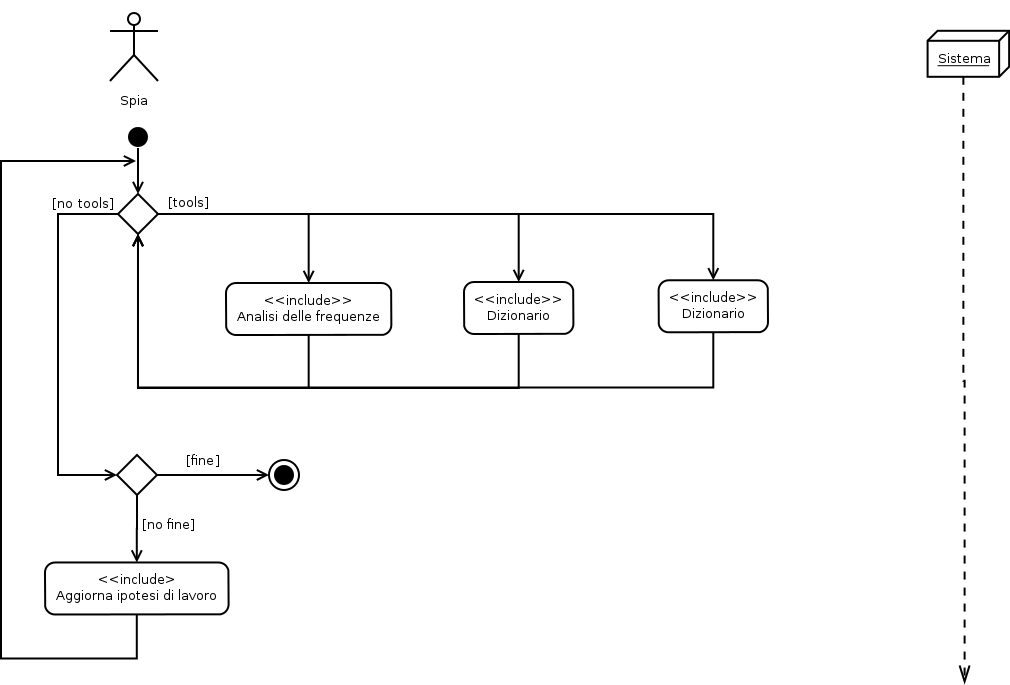 Spia
Sistema
[no tools]
[tools]
<<include>>
Analisi delle frequenze
<<include>>
Dizionario
<<include>>
Dizionario
[fine]
[no fine]
<<include>
Aggiorna ipotesi di lavoro